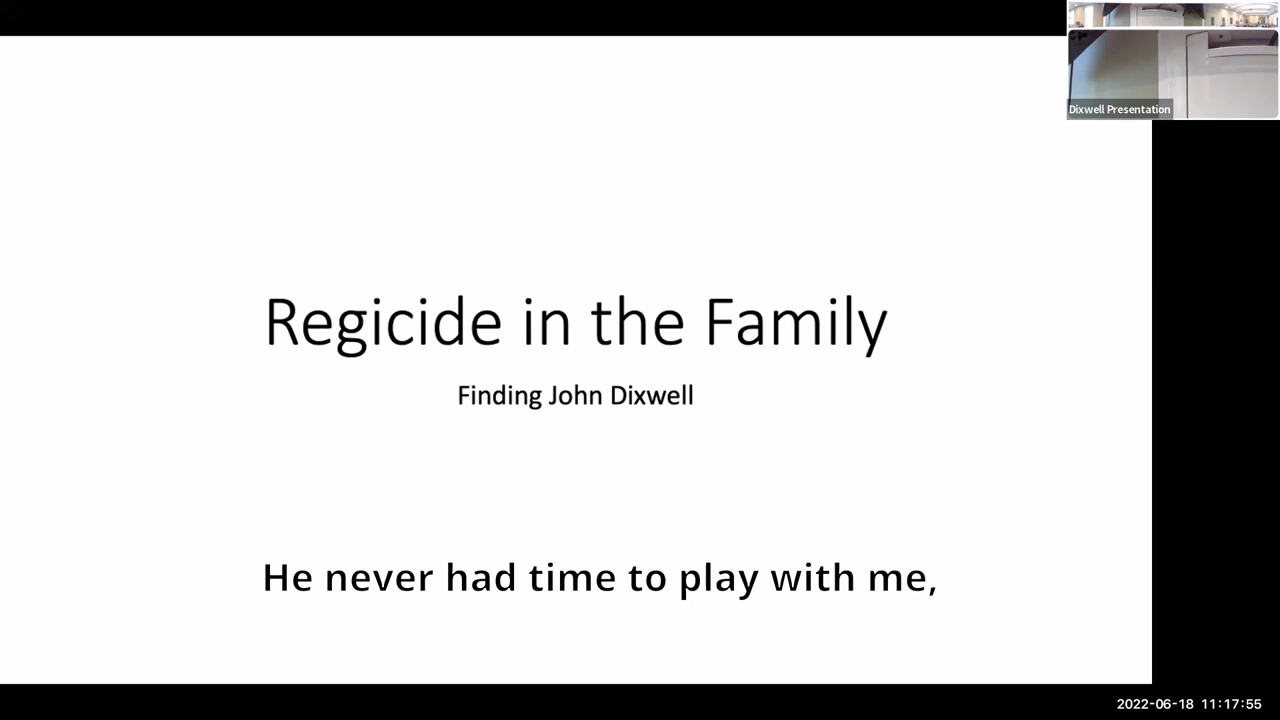 Dixwell Presentation
Regicide in the Family
Finding John Dixwell
He never had time to play with me,
2022-06-18 11:17:55